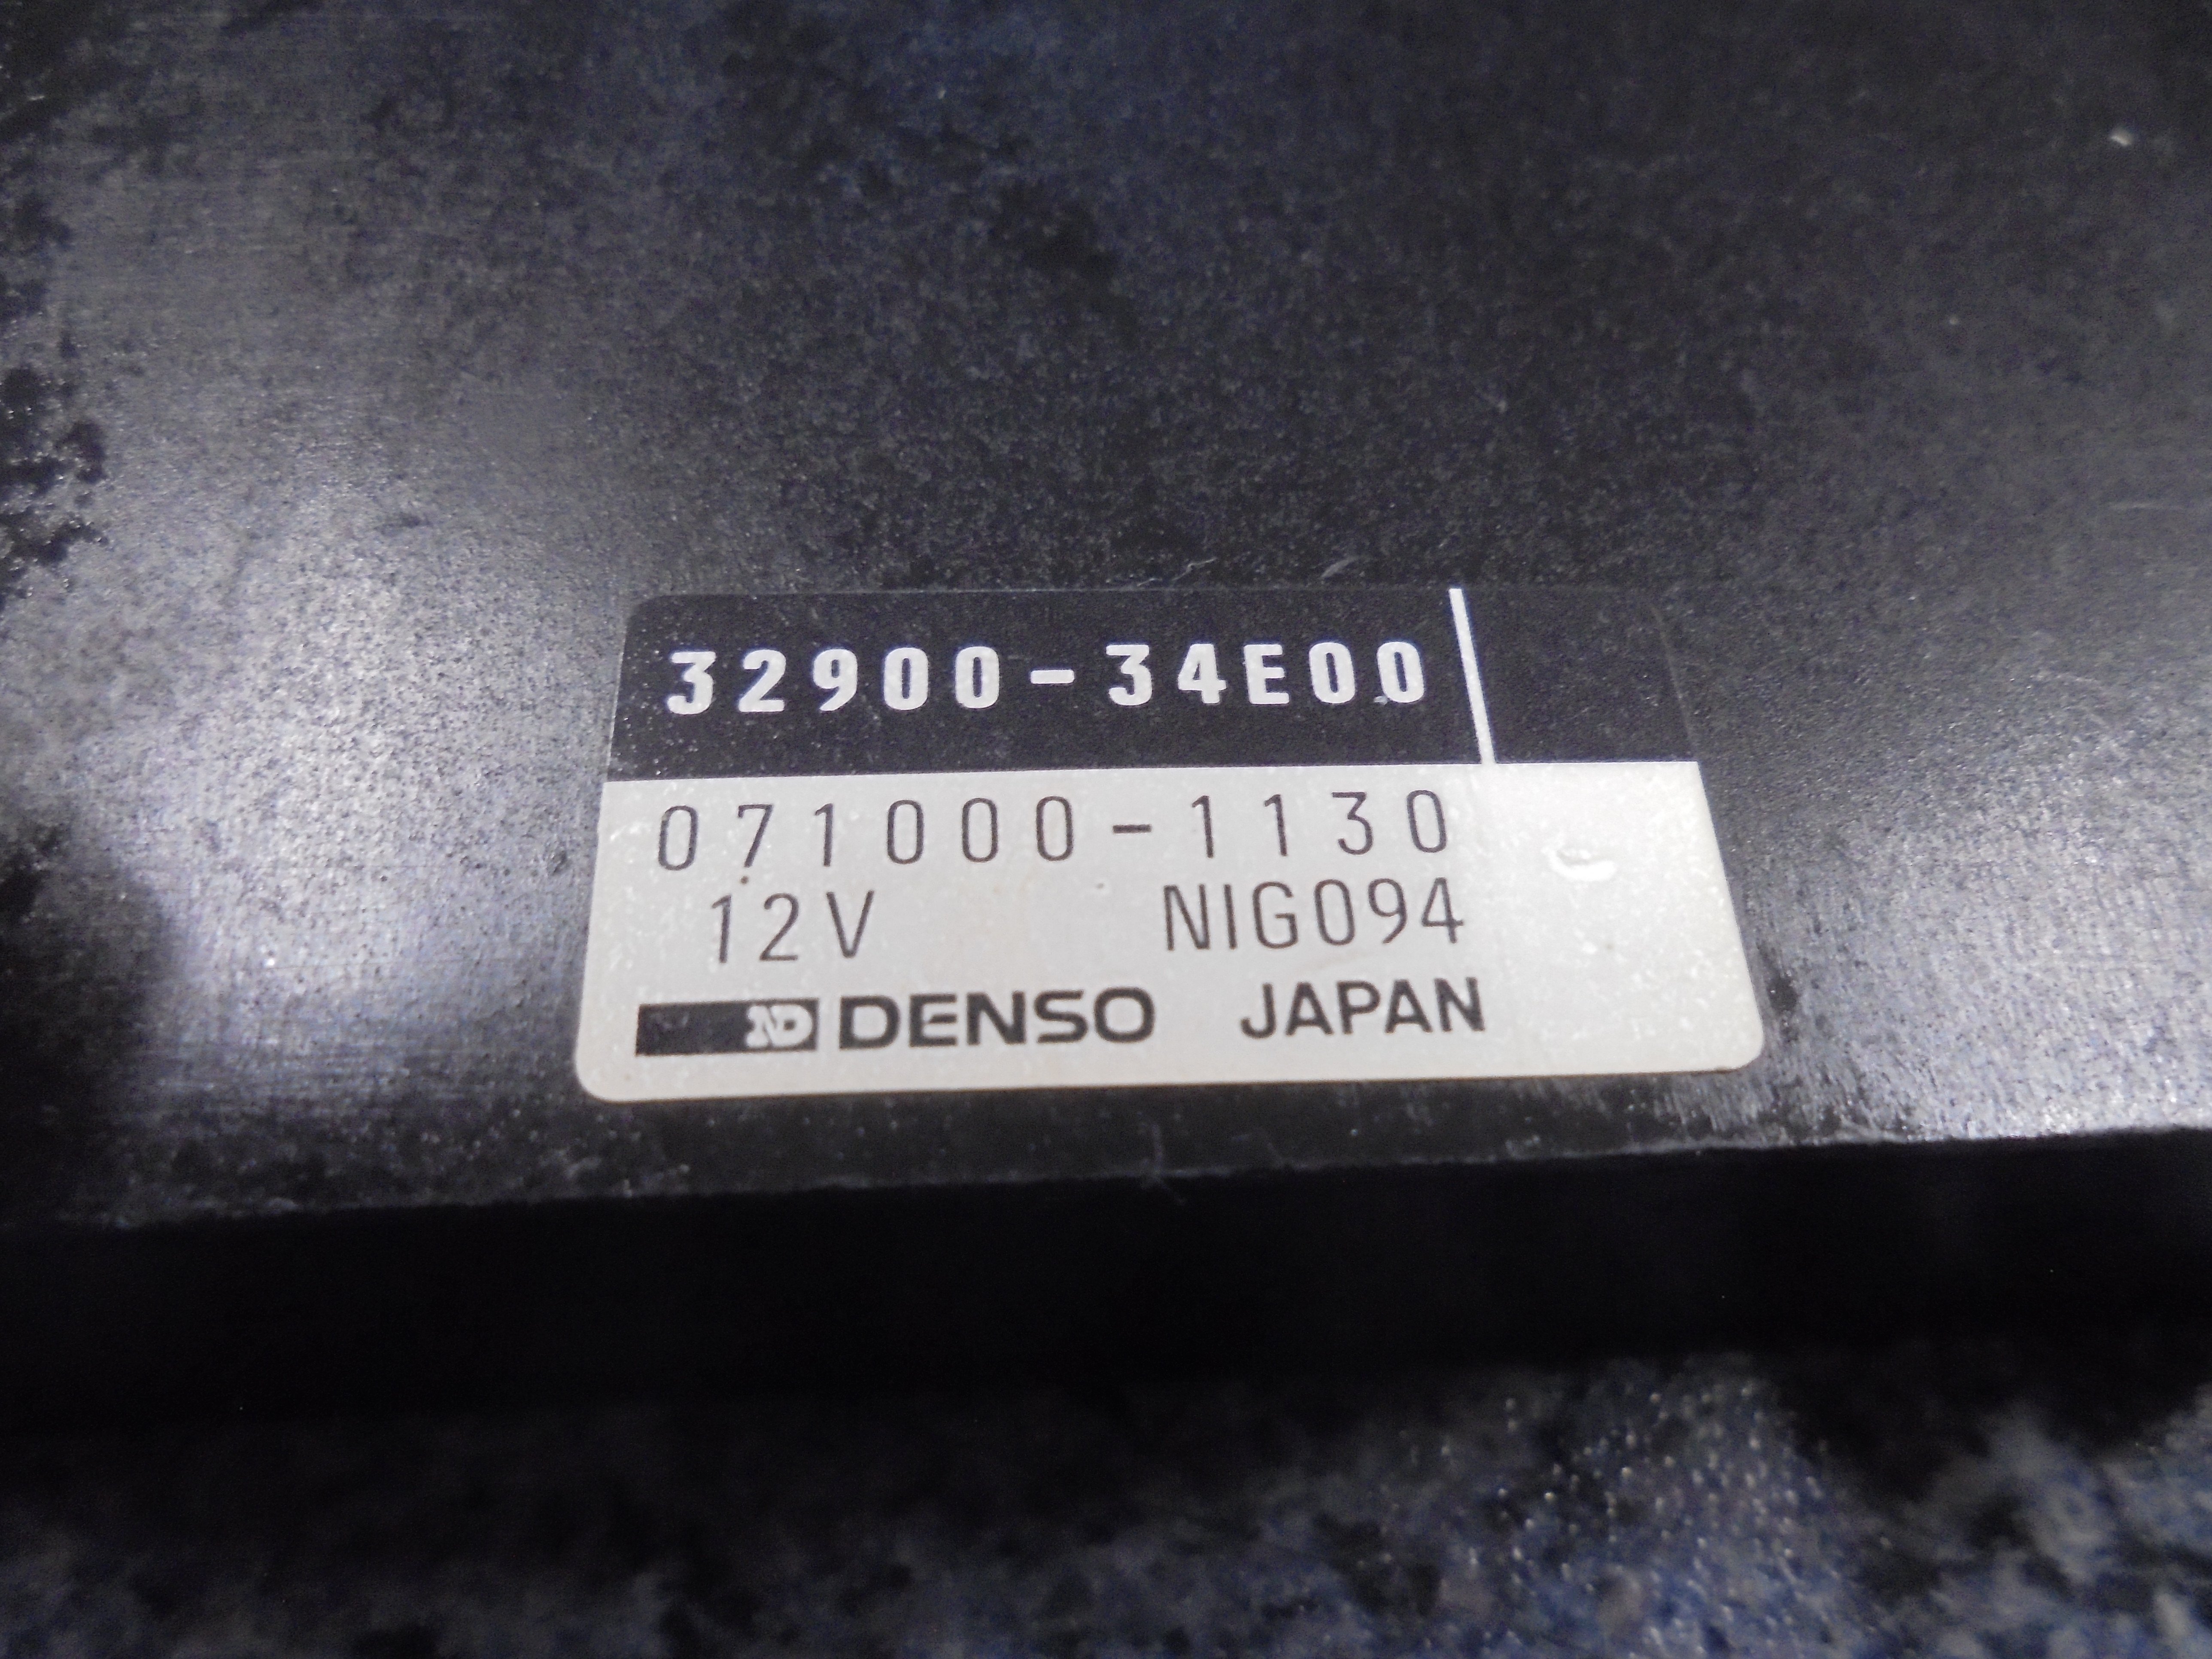 32900-34E00
071000-1130
12V NIG094
ND DENSO JAPAN